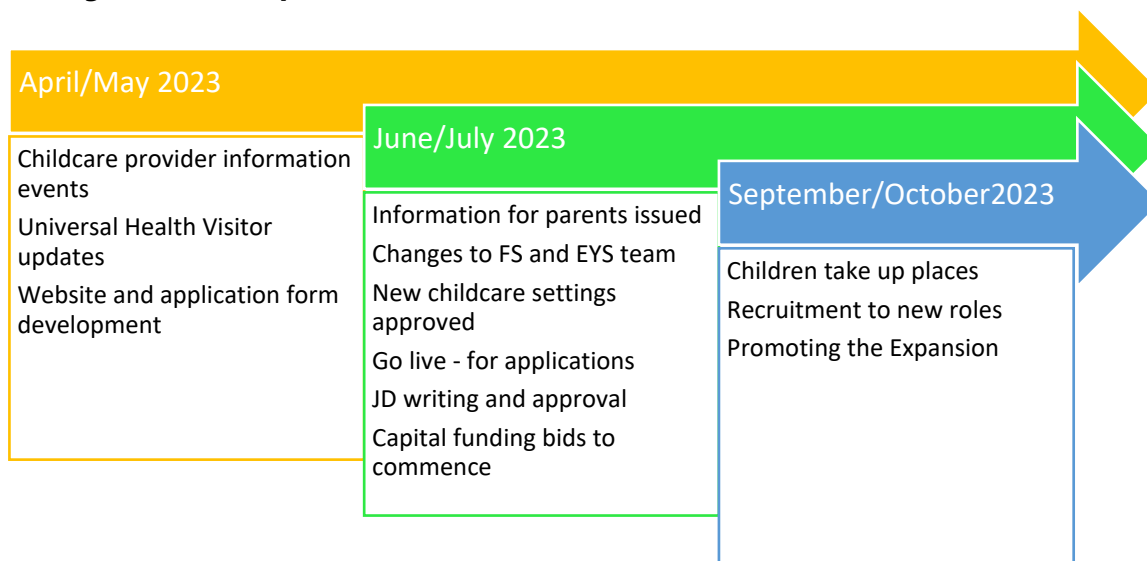 April/May 2023
Childcare provider information
events
Universal Health Visitor
updates
Website and application form
development
June/July 2023
Information for parents issued
Changes to FS and EYS team
New childcare settings
approved
Go live - for applications
JD writing and approval
Capital funding bids to
commence
September/October2023
Children take up places
Recruitment to new roles
Promoting the Expansion